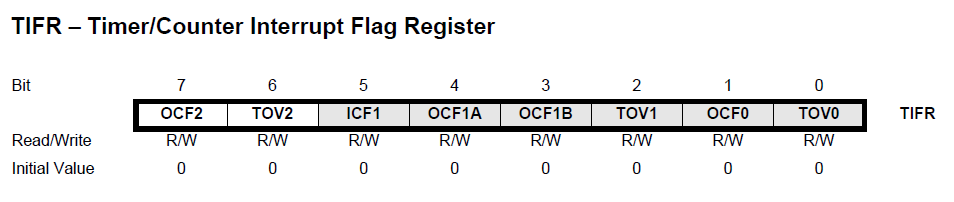 TIFR – Timer/Counter Interrupt Flag Register
Bit 7 6 5 4 3 2 1 0
OCF2 TOV2 ICF1 OCF1A OCF1B TOV1 OCF0 TOV0 TIFR
Read/Write R/W R/W R/W R/W R/W R/W R/W R/W
Initial Value 0 0 0 0 0 0 0 0